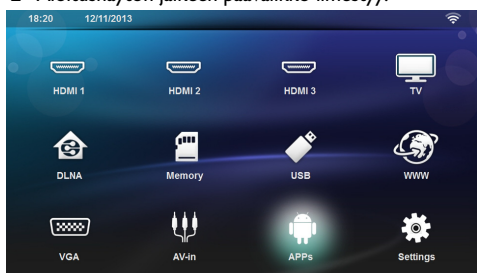 18:20 12/11/2013
HDMI 1 HDMI 2 HDMI 3 TV
DLNA Memory USB WWW
VGA AV-in APPs Settings